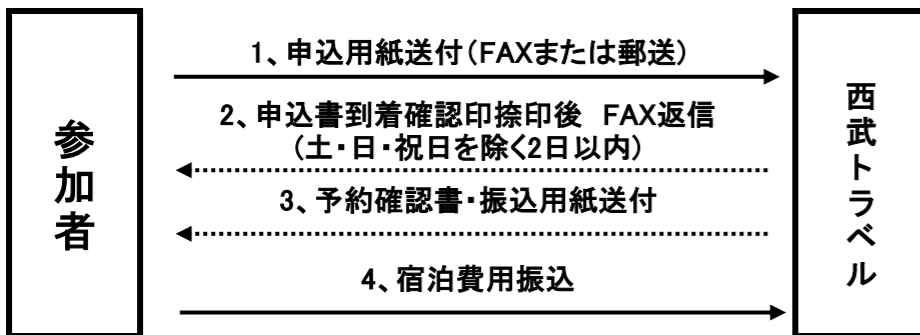 参加者
1、申込用紙送付(FAXまたは郵送)
2、申込書到着確認印捺印後　FAX返信
(土・日・祝日を除く2日以内)
3、予約確認書・振込用紙送付
4、宿泊費用振込
西武トラベル